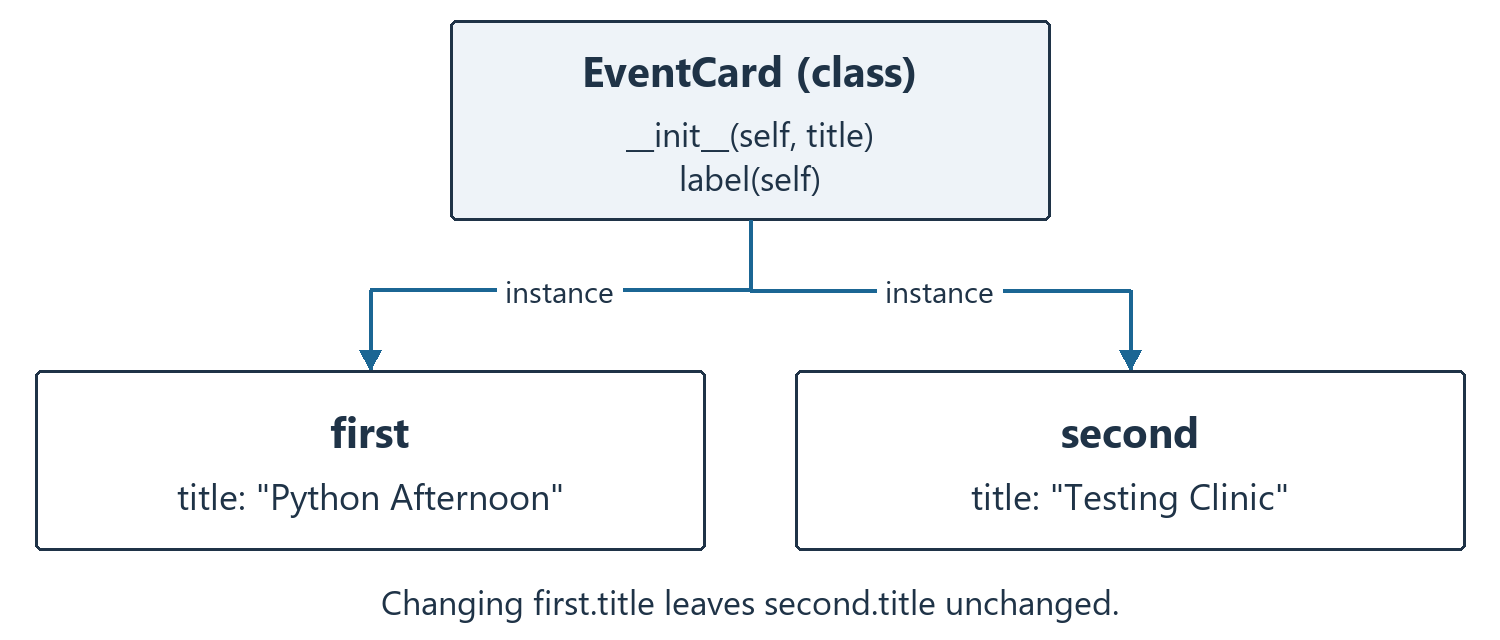 EventCard (class)
__init__(self, title)
label(self)
instance
instance
first
title: "Python Afternoon"
second
title: "Testing Clinic"
Changing first.title leaves second.title unchanged.